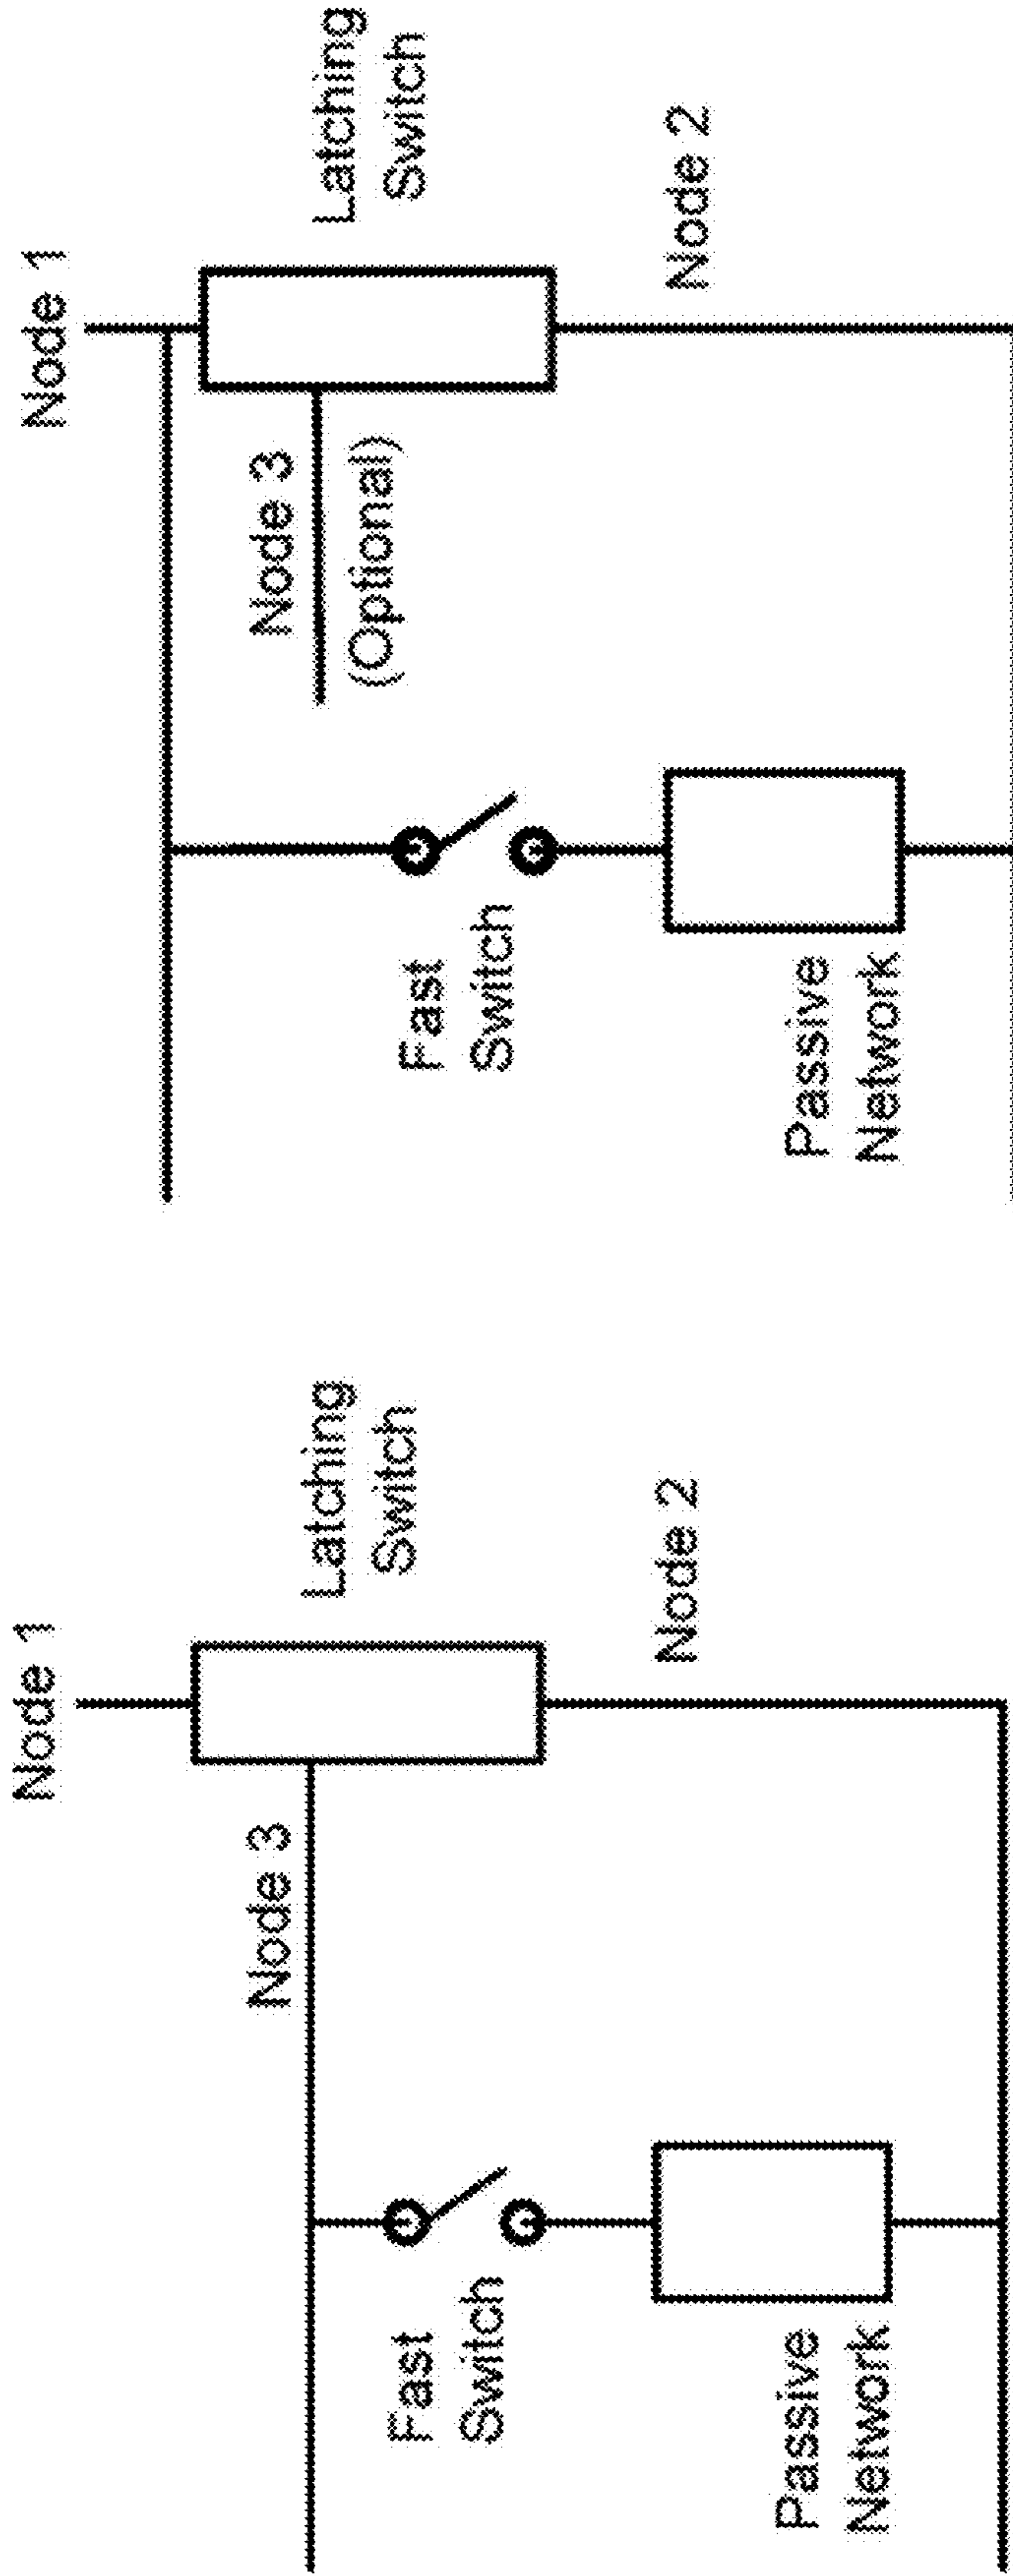 Node 1
Node 3
Latching
Switch
Fast
Switch
Node 2
Passive
Network
Node 1
Node 3
(Optional)
Latching
Switch
Fast
Switch
Node 2
Passive
Network